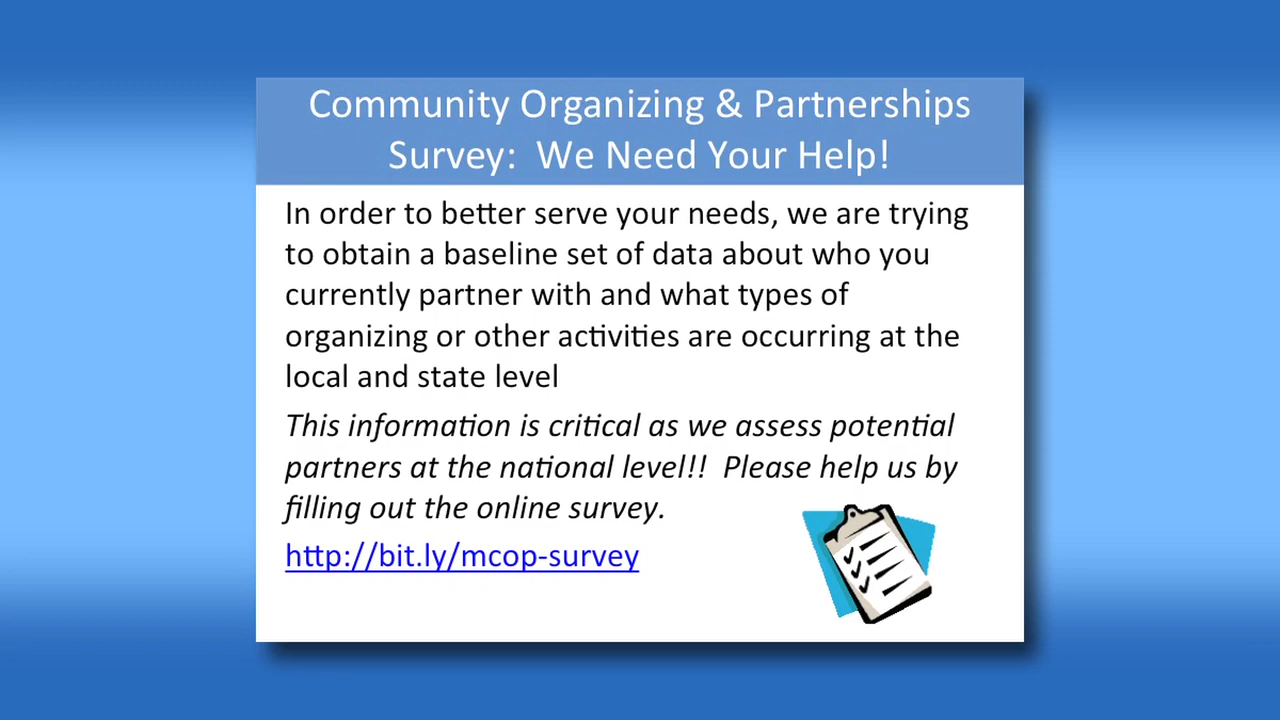 Community Organizing & Partnerships
Survey:  We Need Your Help!
In order to better serve your needs, we are trying
to obtain a baseline set of data about who you
currently partner with and what types of
organizing or other activities are occurring at the
local and state level
This information is critical as we assess potential
partners at the national level!!  Please help us by
filling out the online survey.
http://bit.ly/mcop-survey